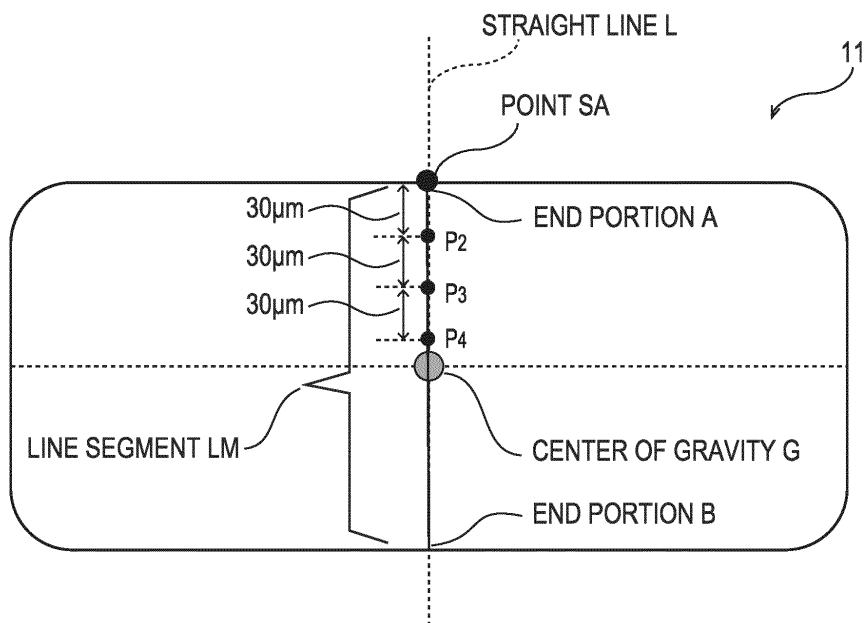 STRAIGHT LINE L
11
POINT SA
30µm
END PORTION A
P2
30µm
P3
30µm
P4
LINE SEGMENT LM
CENTER OF GRAVITY G
END PORTION B